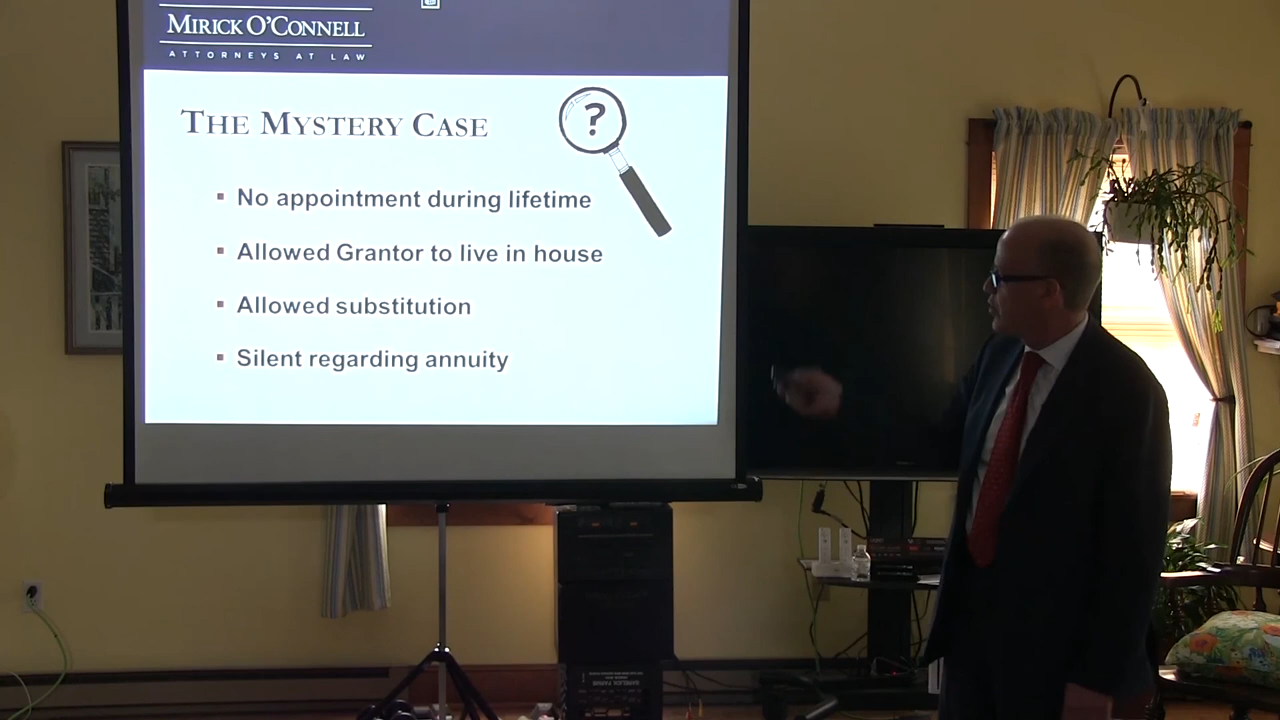 MIRICK O'CONNELL
ATTORNEYS AT LAW
THE MYSTERY CASE
?
▪ No appointment during lifetime
▪ Allowed Grantor to live in house
▪ Allowed substitution
▪ Silent regarding annuity